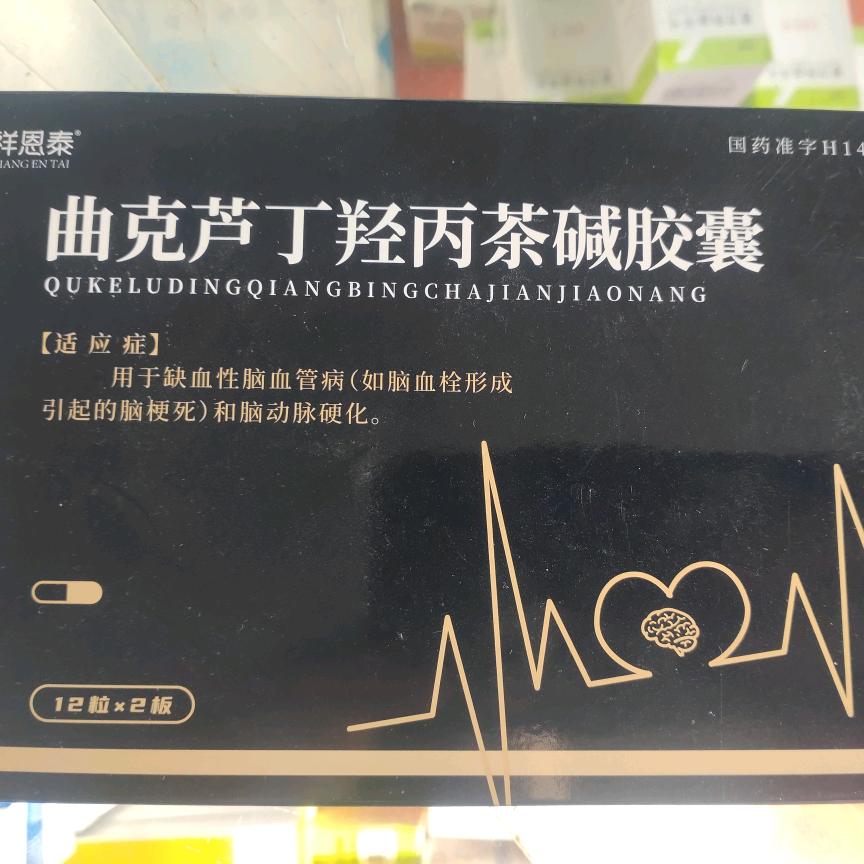 祥恩泰®
IANG EN TAI
国药准字H14
曲克芦丁羟丙茶碱胶囊
QUKELUDINGQIANGBINGCHAJIANJIAONANG
【适应症】
用于缺血性脑血管病(如脑血栓形成
引起的脑梗死)和脑动脉硬化。
12粒×2板